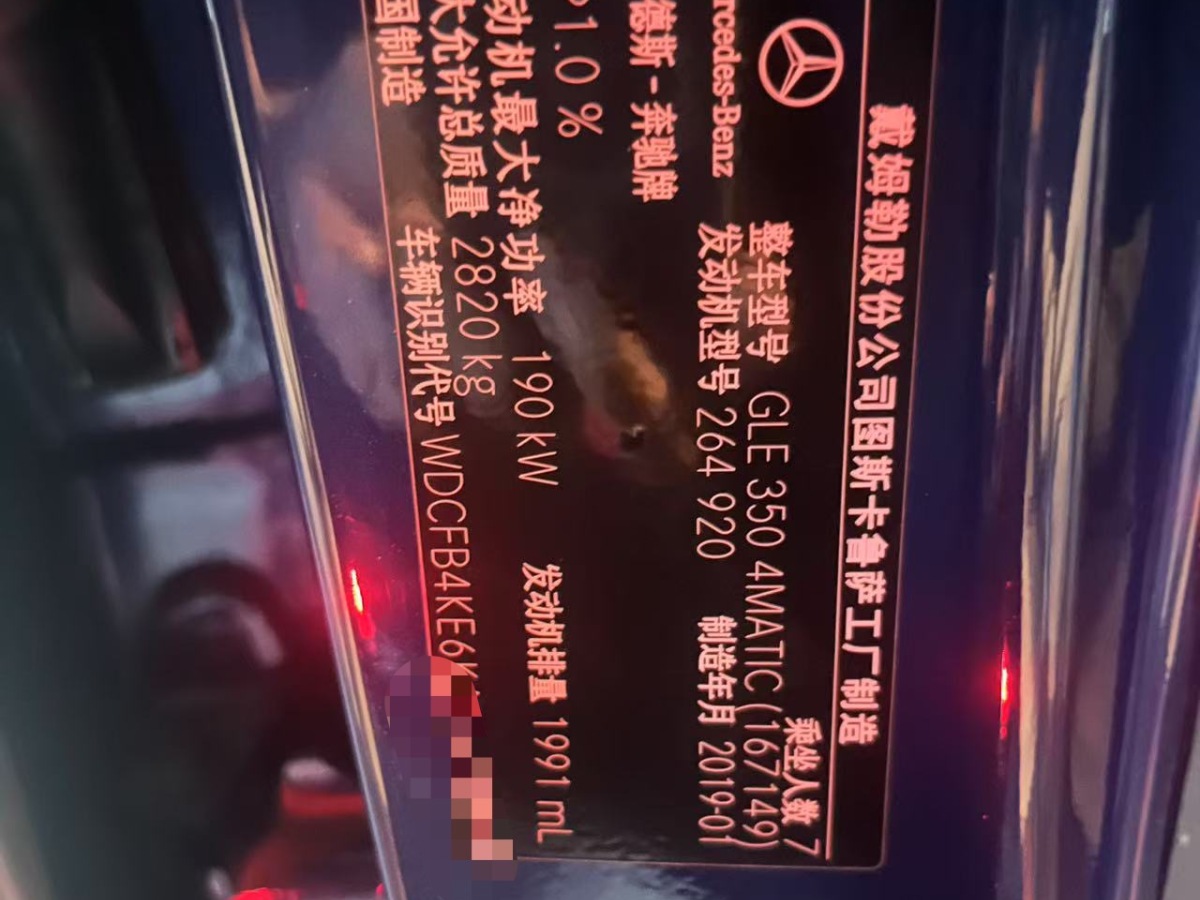 戴姆勒股份公司图斯卡鲁萨工厂制造
乘坐人数 7
整车型号 GLE 350 4MATIC (167149)
rcedes-Benz
发动机型号 264 920 制造年月 2019-01
德斯-奔驰牌
1.0 %
动机最大净功率 190 kW 发动机排量 1991 mL
大允许总质量 2820 kg
国制造
车辆识别代号 WDCFB4KE6